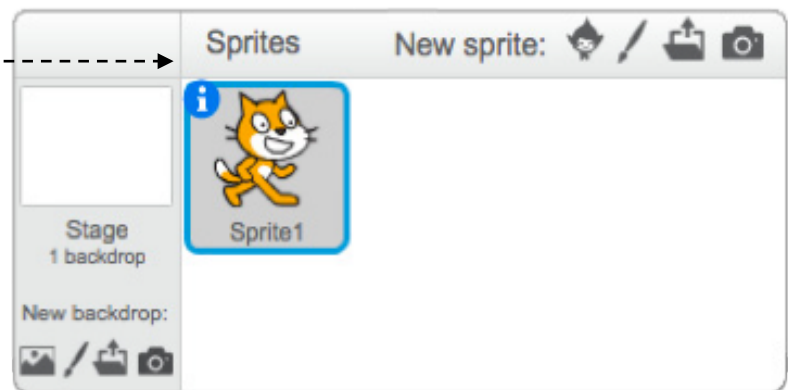 Sprites New sprite:
i
Sprite1
Stage
1 backdrop
New backdrop: